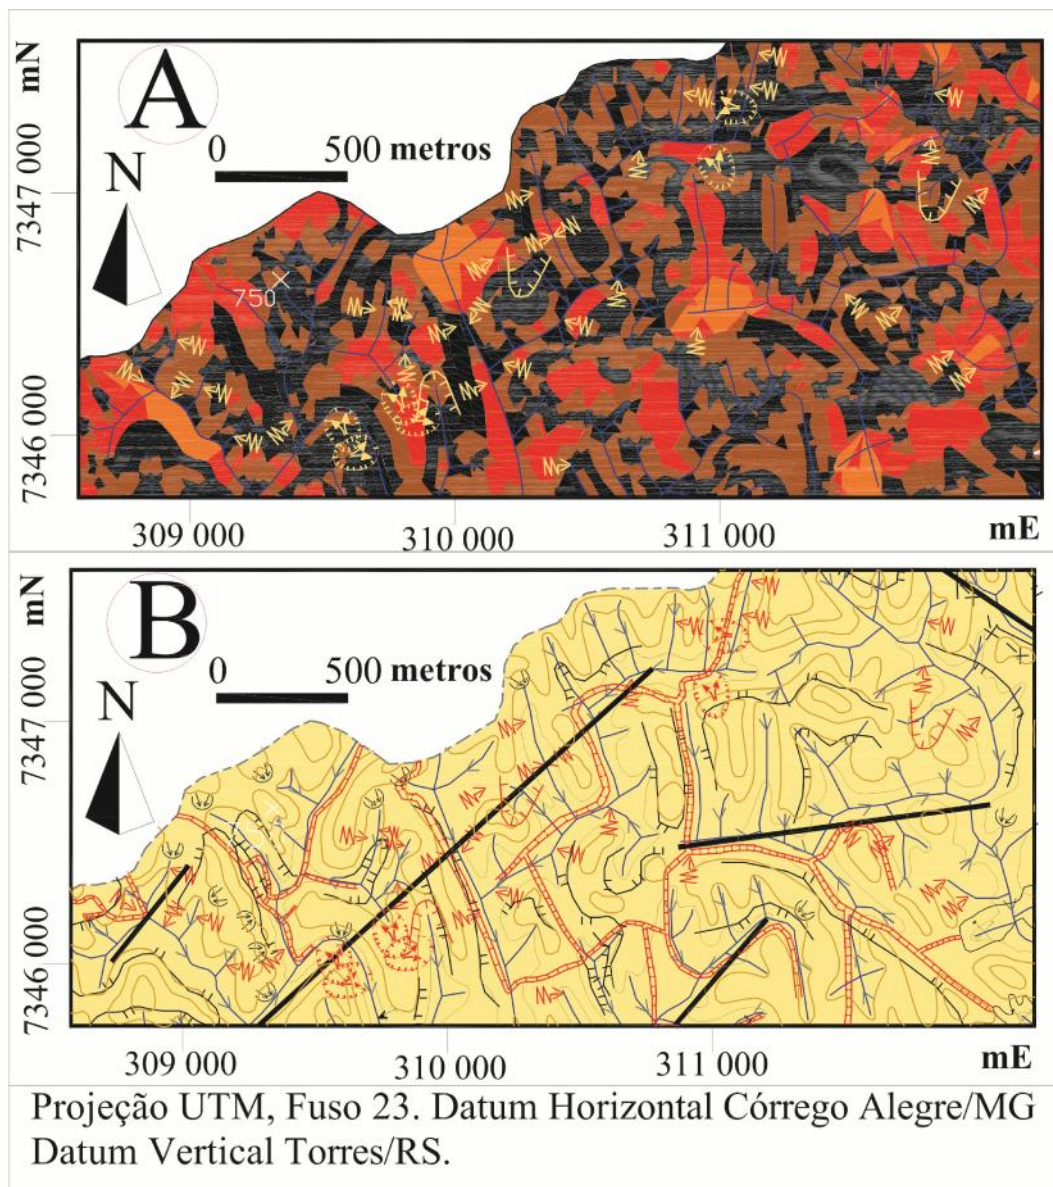 A
mN
0 500 metros
N
7347 000
750
7346 000
309 000 310 000 311 000 mE
B
mN
0 500 metros
N
7347 000
7346 000
309 000 310 000 311 000 mE
Projeção UTM, Fuso 23. Datum Horizontal Córrego Alegre/MG
Datum Vertical Torres/RS.